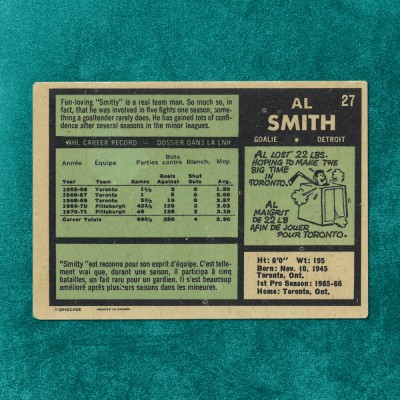 Fun-loving "Smitty" is a real team man. So much so, in
fact, that he was involved in five fights in one season, some-
thing a goaltender rarely does. He has gained lots of confi-
dence after several seasons in the minor leagues.
NHL CAREER RECORD — DOSSIER DANS LA LNH
Année Équipe Parties Buts contre Blanch. Moy.
Year Team Games Goals Against Shut Outs Avg.
1965-66 Toronto
Toronto
Toronto
1969-70 Pittsburgh
1970-71 Pittsburgh
Career Totals
"Smitty" est reconnu pour son esprit d'équipe. C'est telle-
ment vrai que, durant une saison, il participa à cinq
batailles, un fait rare pour un gardien. Il s'est bien
aguerri après plusieurs saisons dans les mineures.
© O-PEE-CHEE PRINTED IN CANADA
27
AL
SMITH
GOALIE • DETROIT
AL LOST 22 LBS.
HOPING TO MAKE THE
BIG TIME IN
TORONTO.
AL
MAIGRIT
DE 22 LB
AFIN DE JOUER
POUR TORONTO.
Ht: 6'0" Wt: 195
Born: Nov. 10, 1945
Toronto, Ont.
1st Pro Season: 1965-66
Home: Toronto, Ont.